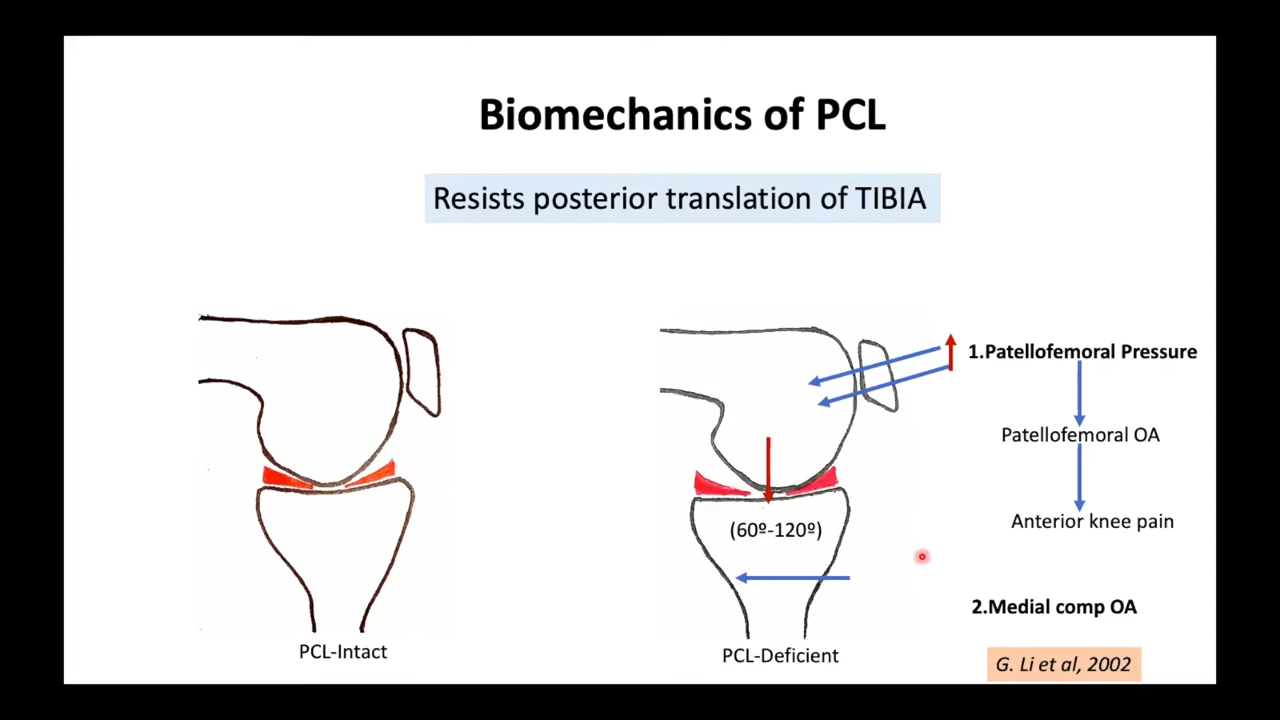 Biomechanics of PCL
Resists posterior translation of TIBIA
1.Patellofemoral Pressure
Patellofemoral OA
Anterior knee pain
(60º-120º)
2.Medial comp OA
PCL-Intact
PCL-Deficient
G. Li et al, 2002